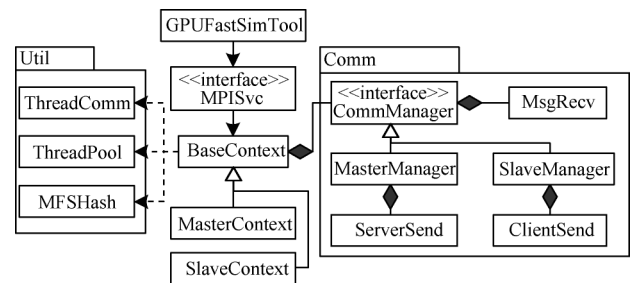 GPUFastSimTool
Util
Comm
<<interface>>
MPISvc
<<interface>>
CommManager
MsgRecv
ThreadComm
ThreadPool
BaseContext
MasterManager
SlaveManager
MFSHash
MasterContext
ServerSend
ClientSend
SlaveContext